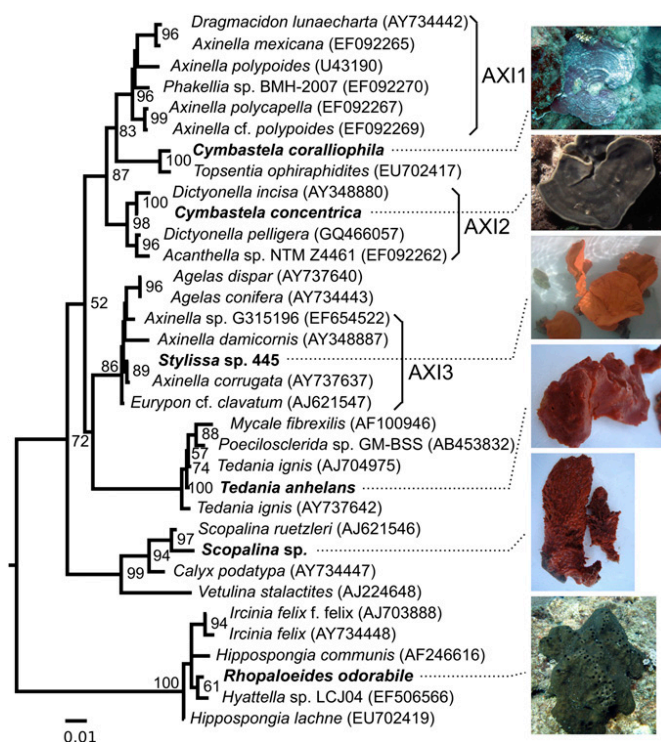 Dragmacidon lunaecharta (AY734442)
96
Axinella mexicana (EF092265)
Axinella polypoides (U43190)
AXI1
Phakellia sp. BMH-2007 (EF092270)
96
Axinella polycapella (EF092267)
99
Axinella cf. polypoides (EF092269)
83
Cymbastela coralliophila
100
Topsentia ophiraphidites (EU702417)
87
Dictyonella incisa (AY348880)
100
Cymbastela concentrica
98
AXI2
Dictyonella pelligera (GQ466057)
96
Acanthella sp. NTM Z4461 (EF092262)
Agelas dispar (AY737640)
96
Agelas conifera (AY734443)
52
Axinella sp. G315196 (EF654522)
Axinella damicornis (AY348887)
86
Stylissa sp. 445
AXI3
89
Axinella corrugata (AY737637)
Eurypon cf. clavatum (AJ621547)
Mycale fibrexilis (AF100946)
88
72
Poecilosclerida sp. GM-BSS (AB453832)
57
74
Tedania ignis (AJ704975)
100
Tedania anhelans
Tedania ignis (AY737642)
Scopalina ruetzleri (AJ621546)
97
Scopalina sp.
94
Calyx podatypa (AY734447)
99
Vetulina stalactites (AJ224648)
Ircinia felix f. felix (AJ703888)
94
Ircinia felix (AY734448)
Hippospongia communis (AF246616)
Rhopaloeides odorabile
100
61
Hyattella sp. LCJ04 (EF506566)
Hippospongia lachne (EU702419)
0.01